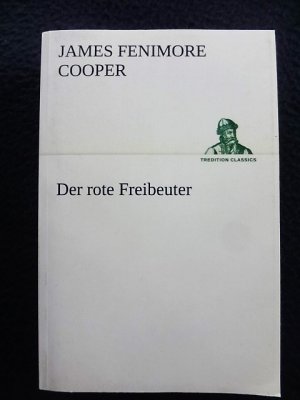 JAMES FENIMORE
COOPER
TREDITION CLASSICS
Der rote Freibeuter